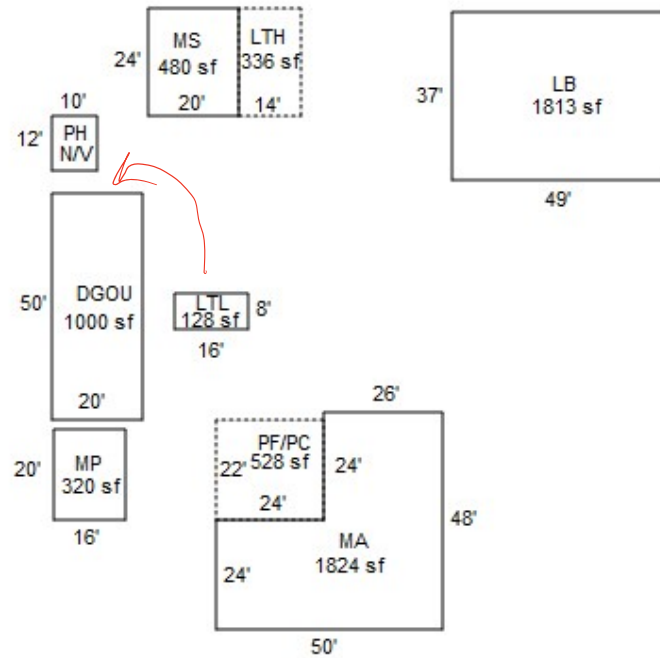 24'
MS
480 sf
20'
LTH
336 sf
14'
37'
LB
1813 sf
49'
10'
12'
PH
N/V
50'
DGOU
1000 sf
20'
LTL
128 sf
8'
16'
20'
MP
320 sf
16'
26'
PF/PC
528 sf
22'
24'
24'
48'
MA
1824 sf
24'
50'